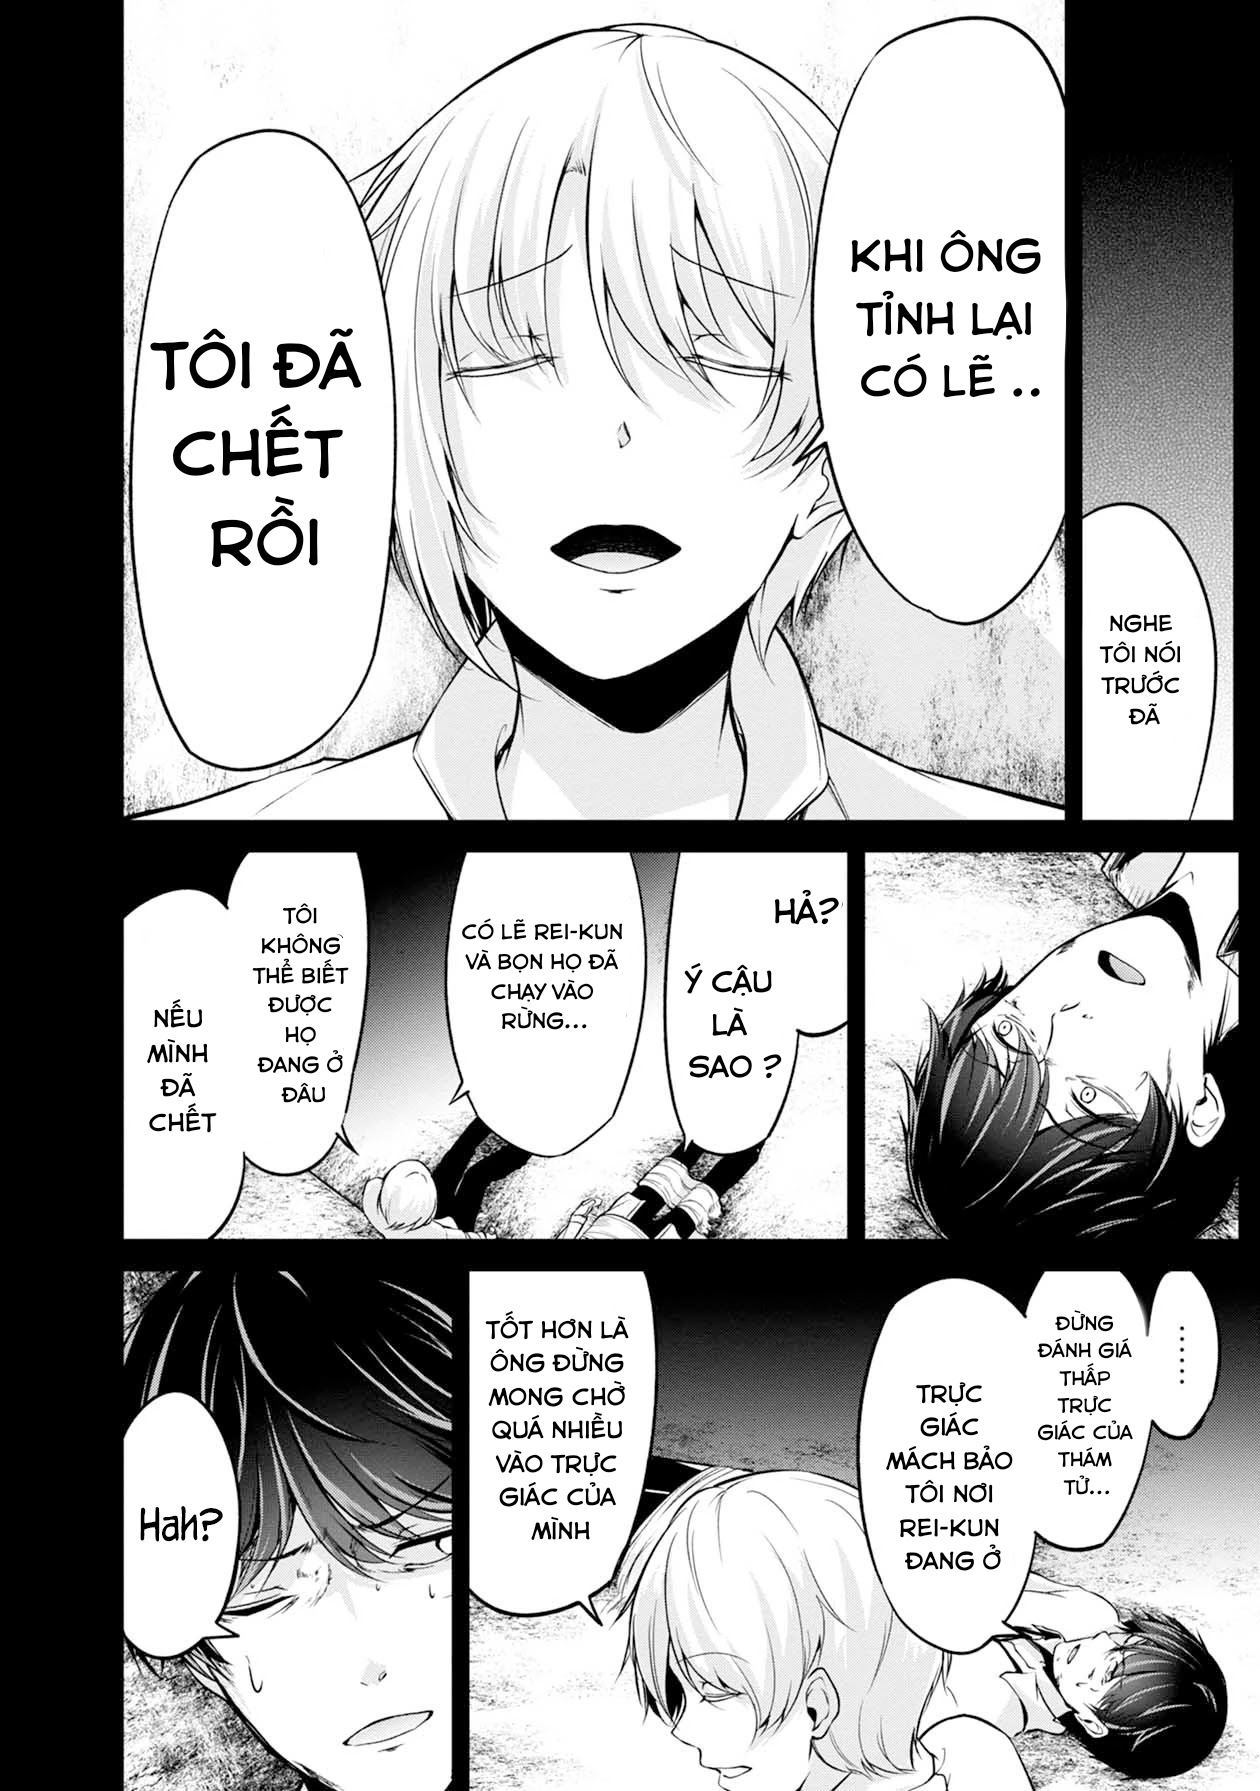 NGHE
TÔI NÓI
TRƯỚC
ĐÃ
KHI ÔNG
TỈNH LẠI
CÓ LẼ ..
TÔI ĐÃ
CHẾT
RỒI
HẢ?
Ý CẬU
LÀ
SAO ?
CÓ LẼ REI-KUN
VÀ BỌN HỌ ĐÃ
CHẠY VÀO
RỪNG...
TÔI
KHÔNG
THỂ BIẾT
ĐƯỢC
HỌ
ĐANG Ở
ĐÂU
NẾU
MÌNH
ĐÃ
CHẾT
......
ĐỪNG
ĐÁNH GIÁ
THẤP
TRỰC
GIÁC CỦA
THÁM
TỬ...
TRỰC
GIÁC
MÁCH BẢO
TÔI NƠI
REI-KUN
ĐANG Ở
TỐT HƠN LÀ
ÔNG ĐỪNG
MONG CHỜ
QUÁ NHIỀU
VÀO TRỰC
GIÁC CỦA
MÌNH
Hah?